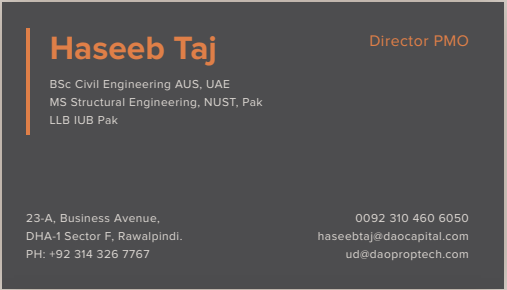 Haseeb Taj
Director PMO
BSc Civil Engineering AUS, UAE
MS Structural Engineering, NUST, Pak
LLB IUB Pak
23-A, Business Avenue,
DHA-1 Sector F, Rawalpindi.
PH: +92 314 326 7767
0092 310 460 6050
haseebtaj@daocapital.com
ud@daoproptech.com